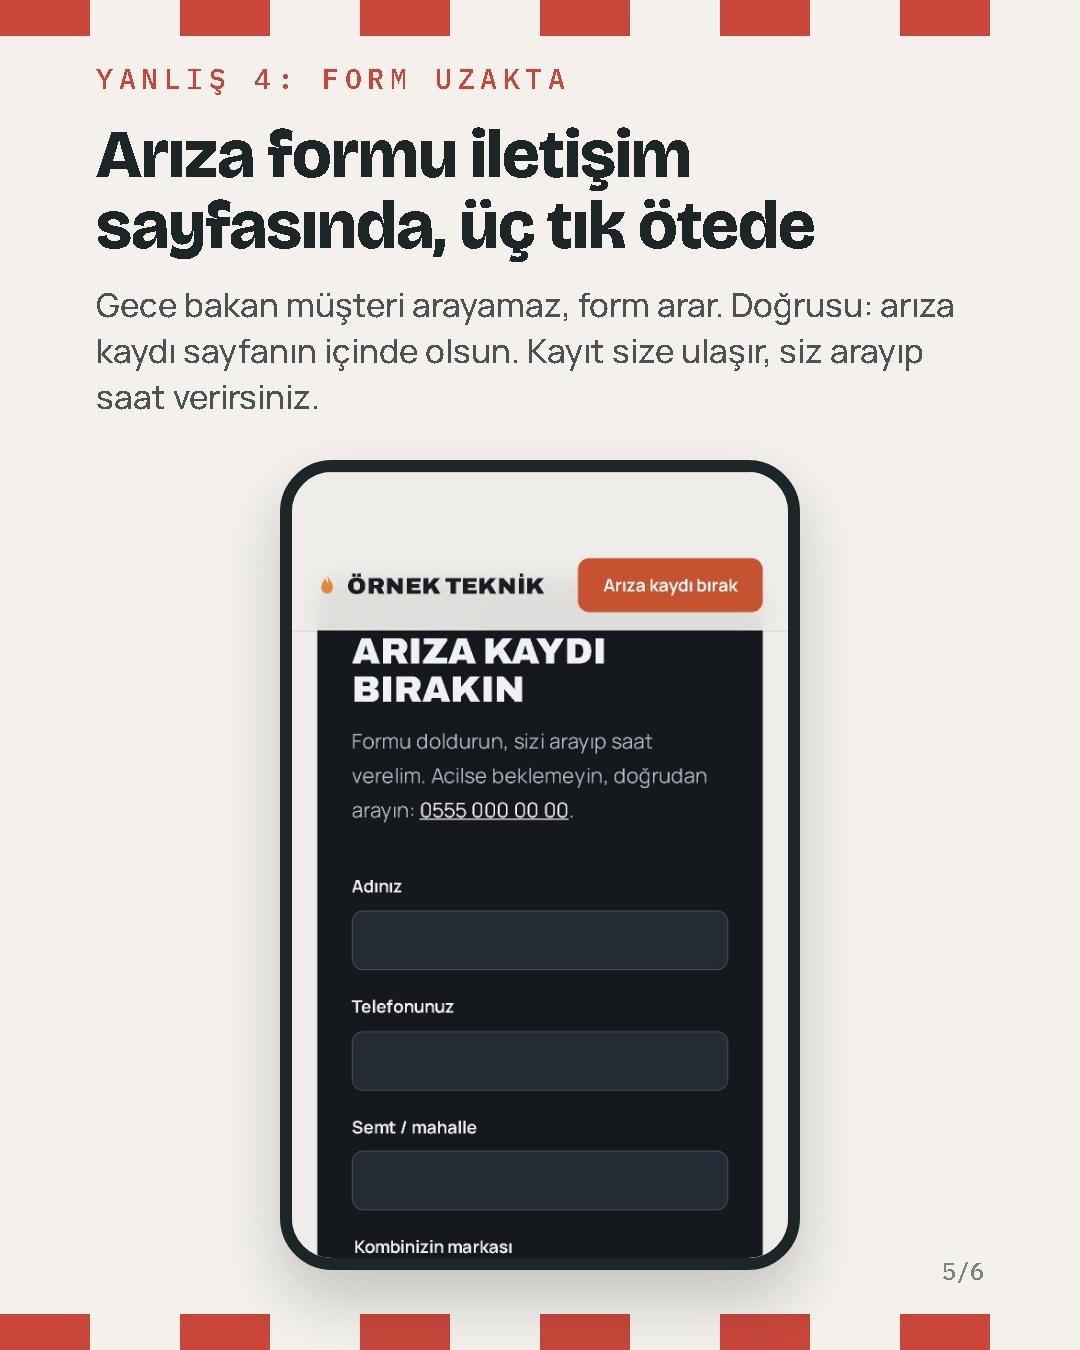 YANLIŞ 4: FORM UZAKTA
Arıza formu iletişim
sayfasında, üç tık ötede
Gece bakan müşteri arayamaz, form arar. Doğrusu: arıza
kaydı sayfanın içinde olsun. Kayıt size ulaşır, siz arayıp
saat verirsiniz.
ÖRNEK TEKNİK
Arıza kaydı bırak
ARIZA KAYDI
BIRAKIN
Formu doldurun, sizi arayıp saat
verelim. Acilse beklemeyin, doğrudan
arayın: 0555 000 00 00.
Adınız
Telefonunuz
Semt / mahalle
Kombinizin markası
5/6